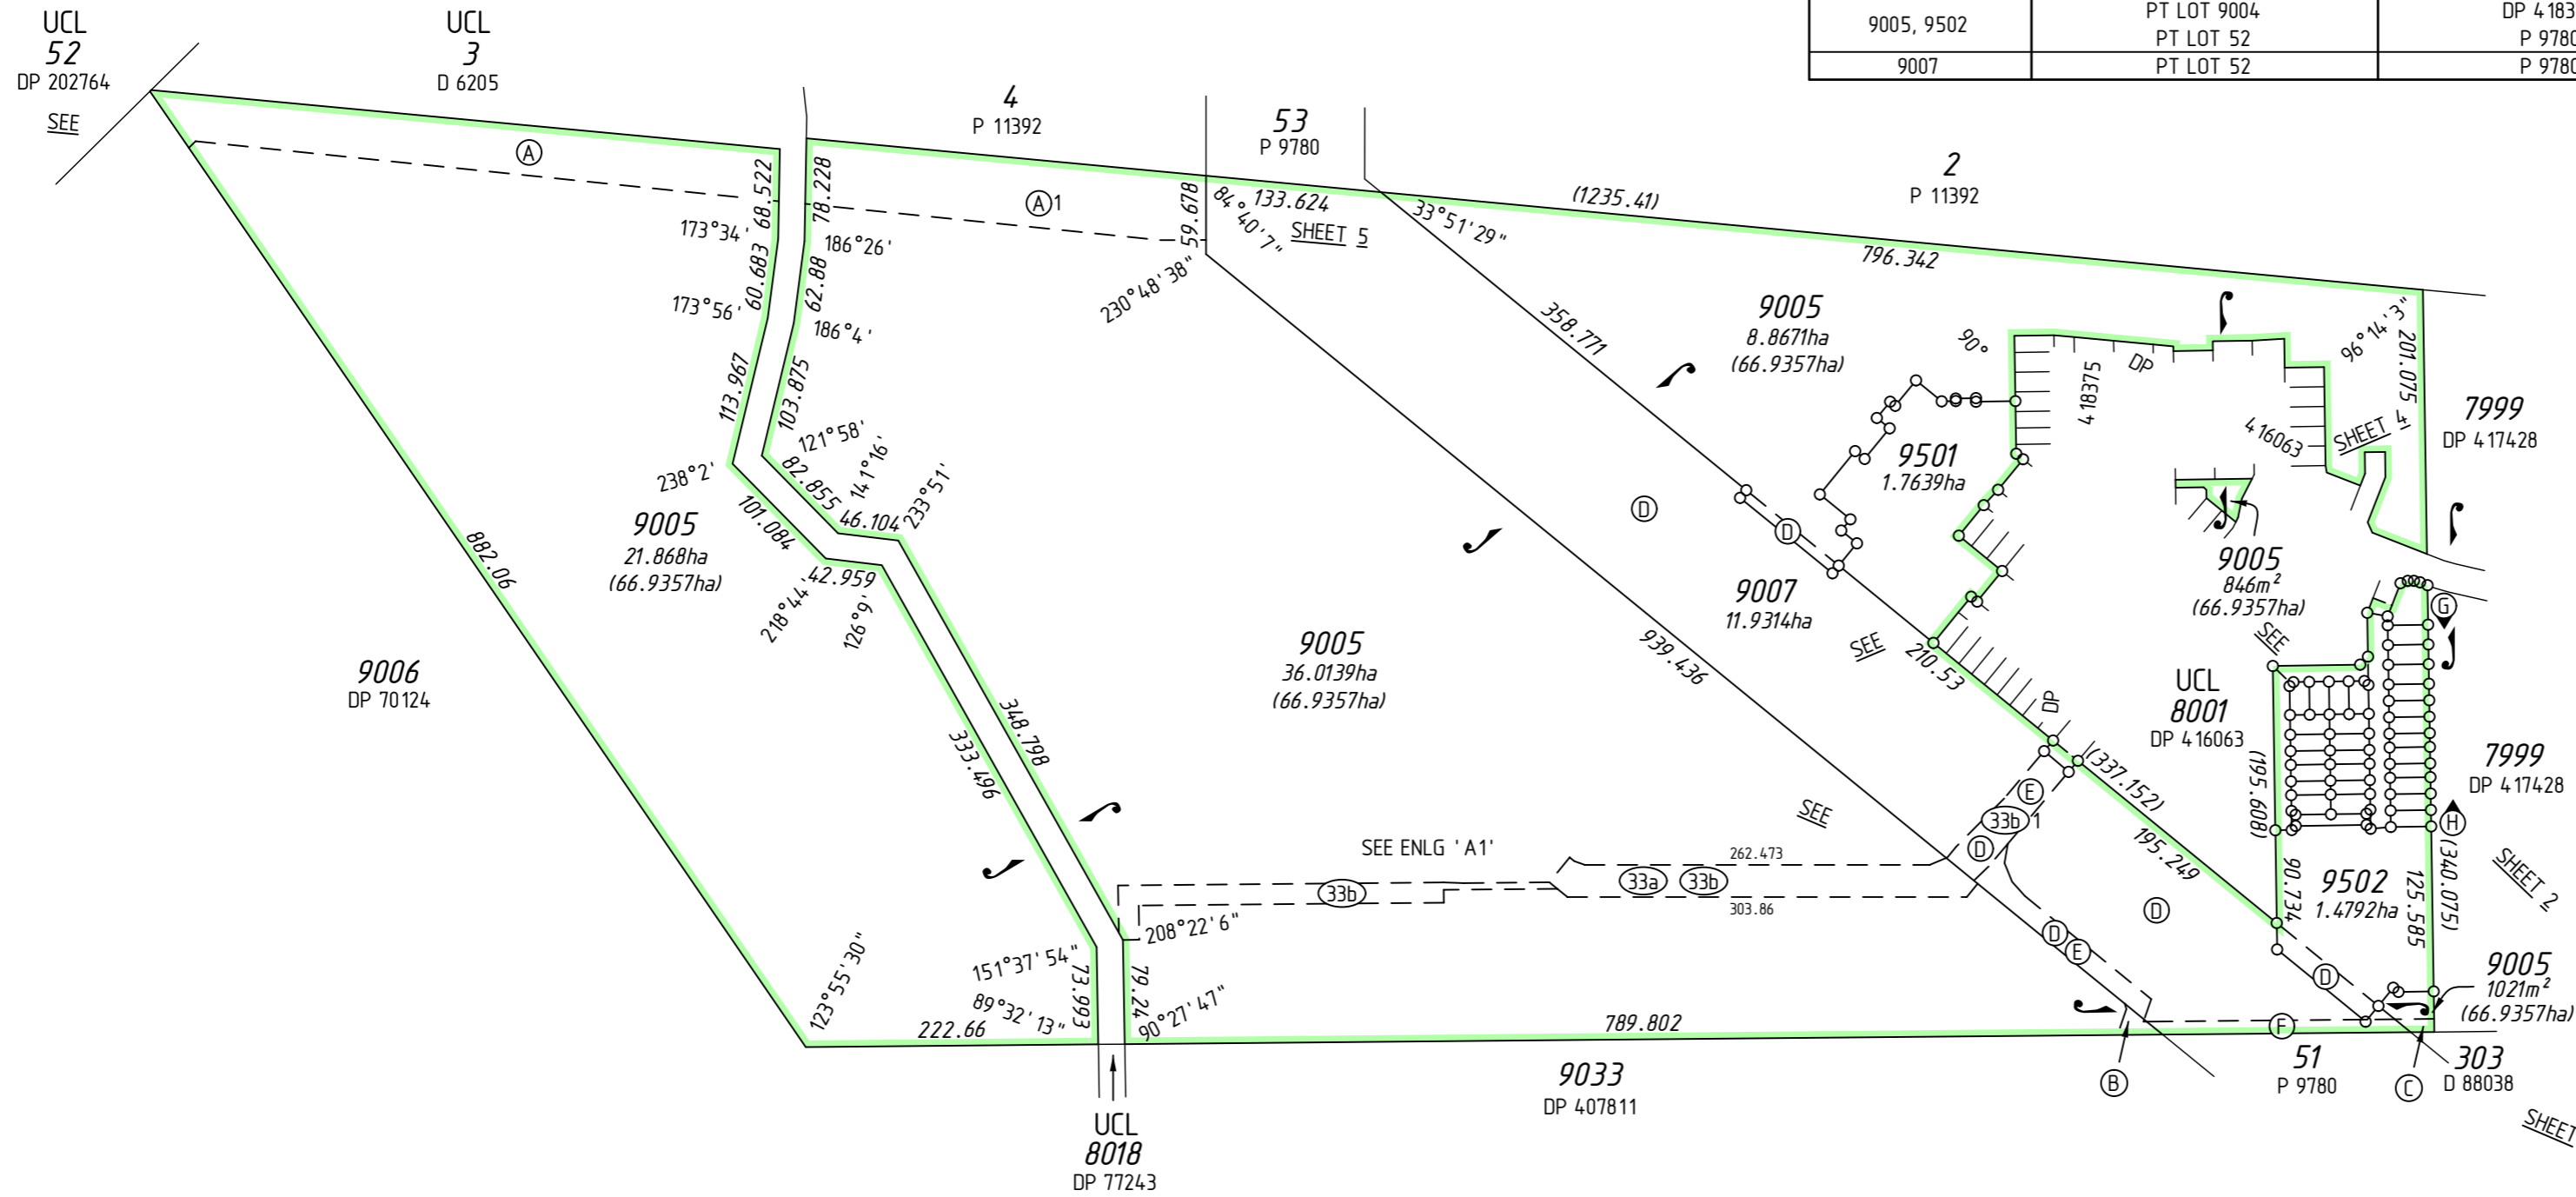 UCL
52
DP 202764
SEE
UCL
3
D 6205
4
P 11392
53
P 9780
2
P 11392
9005, 9502
PT LOT 9004
DP 4183
PT LOT 52
P 9780
9007
PT LOT 52
P 9780
A
A1
68.522
78.228
59.678
84°40'7"
133.624
SHEET 5
33°51'29"
(1235.41)
796.342
173°34'
186°26'
60.683
62.88
230°48'38"
173°56'
186°4'
113.967
103.875
358.771
9005
8.8671ha
(66.9357ha)
90°
DP
418375
96°14'3"
201.075
SHEET 4
416063
7999
DP 417428
121°58'
82.855
141°16'
233°51'
46.104
238°2'
101.084
9005
21.868ha
(66.9357ha)
42.959
218°44'
126°9'
882.06
9501
1.7639ha
D
D
9005
846m²
(66.9357ha)
9007
11.9314ha
G
SEE
SEE
210.53
9005
36.0139ha
(66.9357ha)
939.436
9006
DP 70124
348.798
333.496
DP
UCL
8001
DP 416063
(195.608)
7999
DP 417428
(337.152)
195.249
E
33b 1
D
SEE
SEE ENLG 'A1'
262.473
33b
33a
33b
303.86
H
(340.075)
125.585
90.734
9502
1.4792ha
SHEET 2
D
D
E
D
208°22'6"
151°37'54"
73.993
79.24
89°32'13"
90°27'47"
123°55'30"
222.66
789.802
F
9005
1021m²
(66.9357ha)
B
51
P 9780
C
303
D 88038
9033
DP 407811
UCL
8018
DP 77243
SHEET